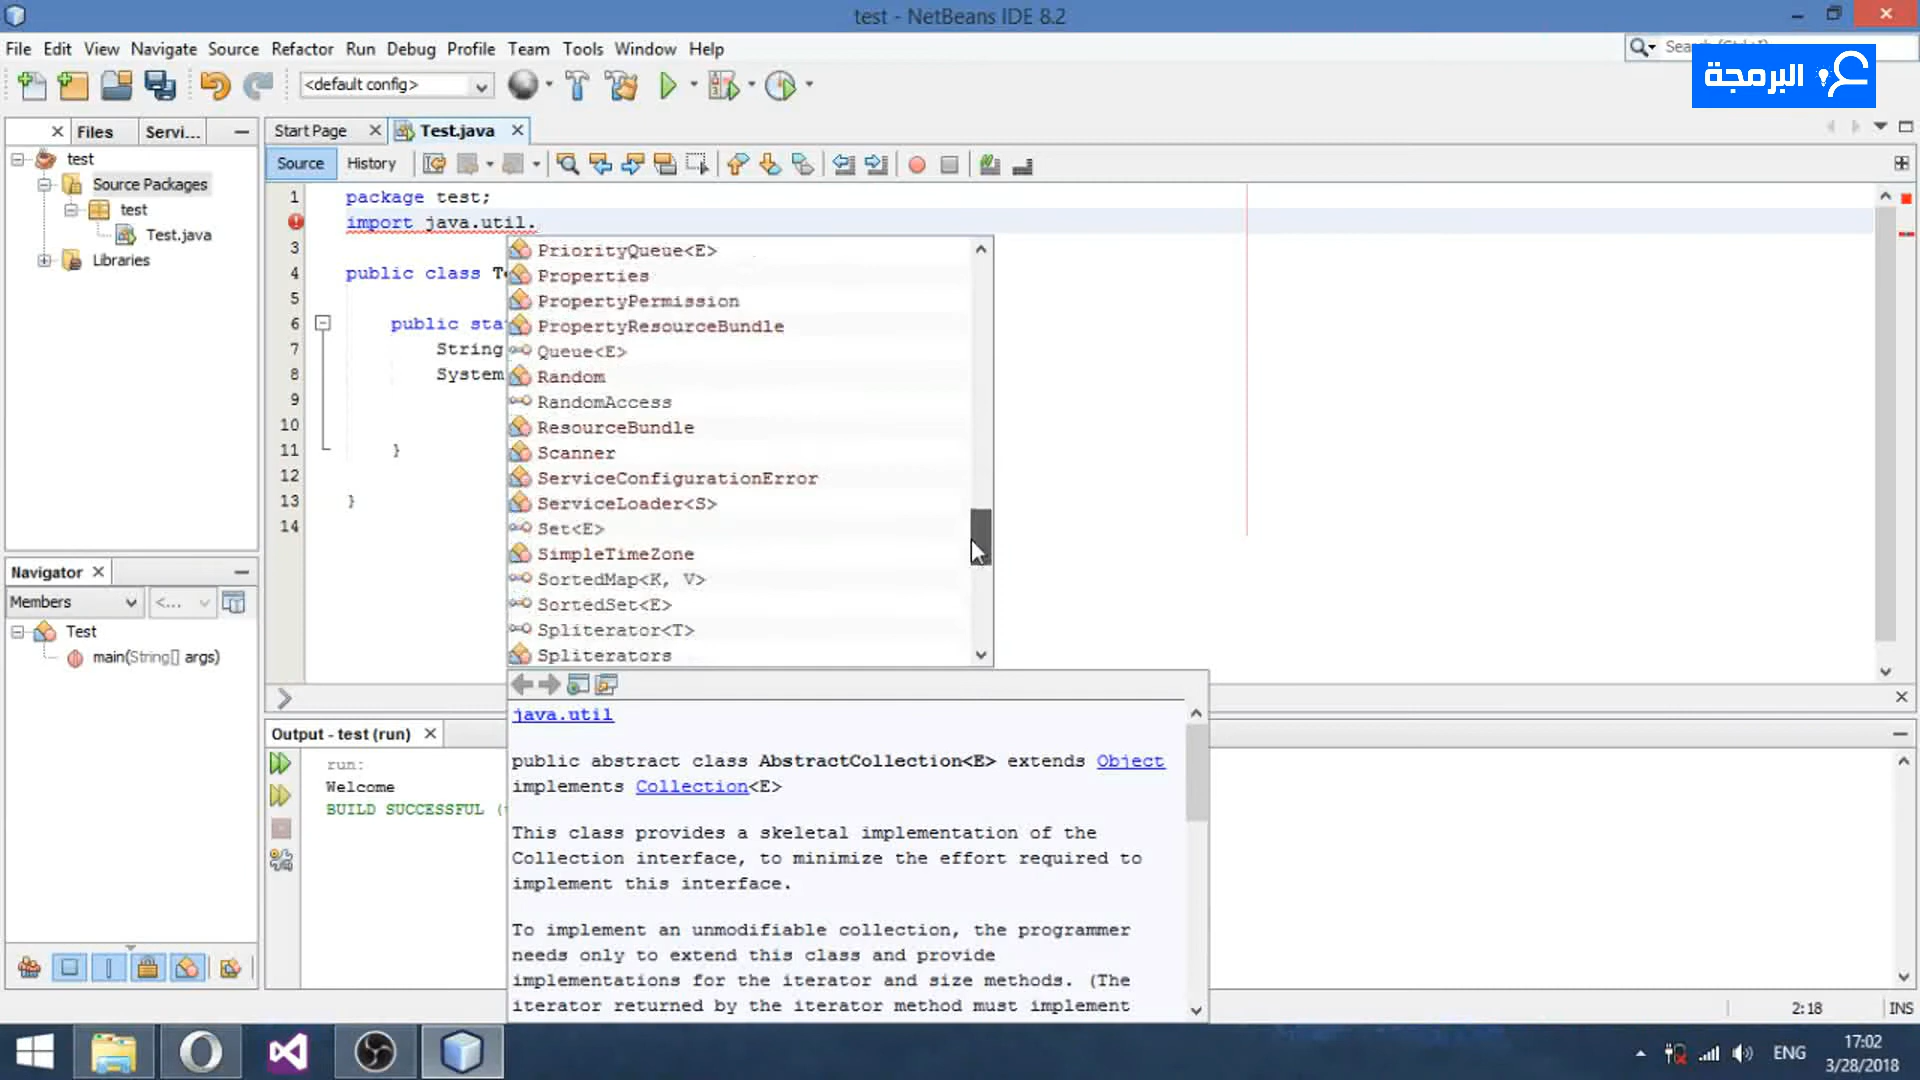 test - NetBeans IDE 8.2
File Edit View Navigate Source Refactor Run Debug Profile Team Tools Window Help
البرمجة
<default config>
Files Servi...
Start Page Test.java
Source History
test
Source Packages
test
Test.java
Libraries
1 package test;
import java.util.
3
4 public class
5
6 public sta
7 String
8 System
9
10
11 }
12
13 }
14
PriorityQueue<E>
Properties
PropertyPermission
PropertyResourceBundle
Queue<E>
Random
RandomAccess
ResourceBundle
Scanner
ServiceConfigurationError
ServiceLoader<S>
Set<E>
SimpleTimeZone
SortedMap<K, V>
SortedSet<E>
Spliterator<T>
Spliterators
Navigator
Members <...
Test
main(String[] args)
java.util
public abstract class AbstractCollection<E> extends Object
implements Collection<E>
This class provides a skeletal implementation of the
Collection interface, to minimize the effort required to
implement this interface.
To implement an unmodifiable collection, the programmer
needs only to extend this class and provide
implementations for the iterator and size methods. (The
iterator returned by the iterator method must implement
Output - test (run)
run:
Welcome
BUILD SUCCESSFUL
2:18 INS
ENG
17:02
3/28/2018